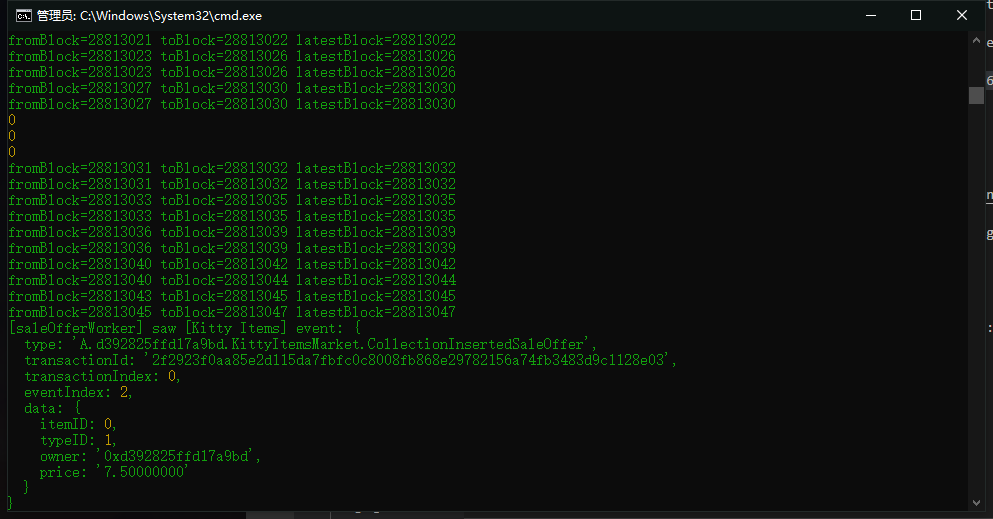 管理员: C:\Windows\System32\cmd.exe
fromBlock=28813021 toBlock=28813022 latestBlock=28813022
fromBlock=28813023 toBlock=28813026 latestBlock=28813026
fromBlock=28813023 toBlock=28813026 latestBlock=28813026
fromBlock=28813027 toBlock=28813030 latestBlock=28813030
fromBlock=28813027 toBlock=28813030 latestBlock=28813030
0
0
0
fromBlock=28813031 toBlock=28813032 latestBlock=28813032
fromBlock=28813031 toBlock=28813032 latestBlock=28813032
fromBlock=28813033 toBlock=28813035 latestBlock=28813035
fromBlock=28813033 toBlock=28813035 latestBlock=28813035
fromBlock=28813036 toBlock=28813039 latestBlock=28813039
fromBlock=28813036 toBlock=28813039 latestBlock=28813039
fromBlock=28813040 toBlock=28813042 latestBlock=28813042
fromBlock=28813040 toBlock=28813044 latestBlock=28813044
fromBlock=28813043 toBlock=28813045 latestBlock=28813045
fromBlock=28813045 toBlock=28813047 latestBlock=28813047
[saleOfferWorker] saw [Kitty Items] event: {
  type: 'A.d392825ffd17a9bd.KittyItemsMarket.CollectionInsertedSaleOffer',
  transactionId: '2f2923f0aa85e2d115da7fbfc0c8008fb868e29782156a74fb3483d9c1128e03',
  transactionIndex: 0,
  eventIndex: 2,
  data: {
    itemID: 0,
    typeID: 1,
    owner: '0xd392825ffd17a9bd',
    price: '7.50000000'
  }
}